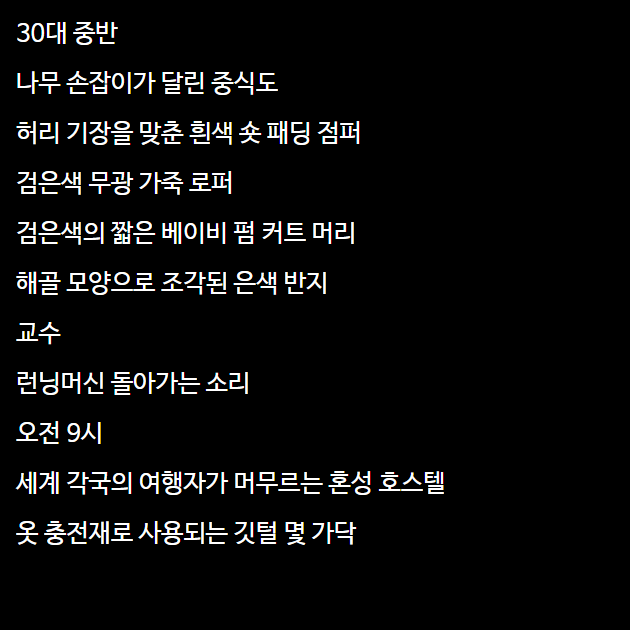 30대 중반
나무 손잡이가 달린 중식도
허리 기장을 맞춘 흰색 숏 패딩 점퍼
검은색 무광 가죽 로퍼
검은색의 짧은 베이비 펌 커트 머리
해골 모양으로 조각된 은색 반지
교수
런닝머신 돌아가는 소리
오전 9시
세계 각국의 여행자가 머무르는 혼성 호스텔
옷 충전재로 사용되는 깃털 몇 가닥